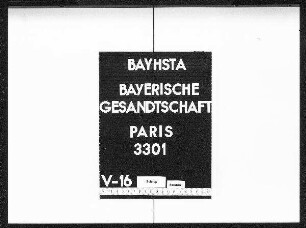 BAYHSTA
BAYERISCHE
GESANDTSCHAFT
PARIS
3301
V-16